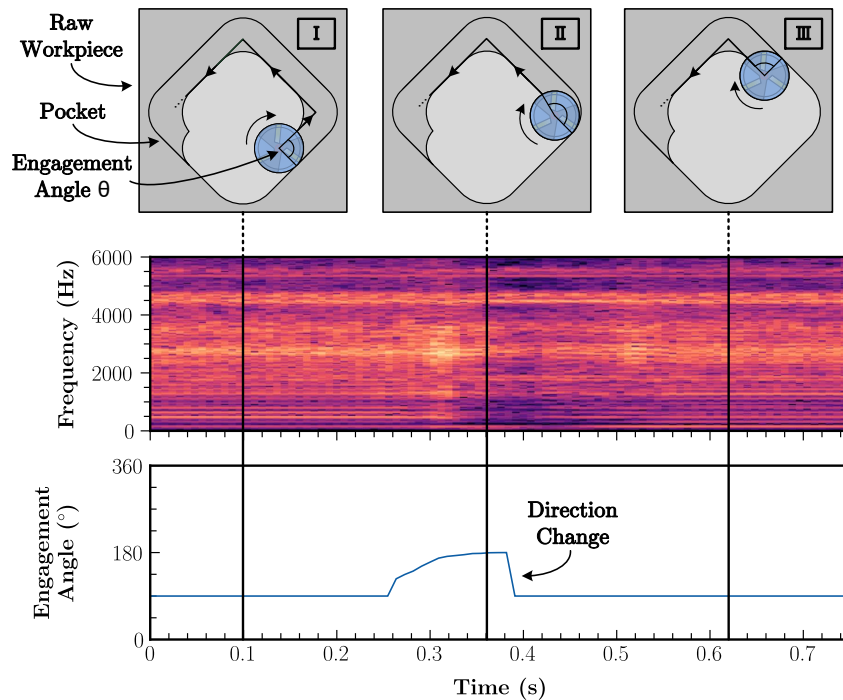 Raw
Workpiece
Pocket
Engagement
Angle θ
I
II
III
...
...
...
Frequency (Hz)
6000
4000
2000
0
Engagement
Angle (°)
360
180
0
Direction
Change
0 0.1 0.2 0.3 0.4 0.5 0.6 0.7
Time (s)